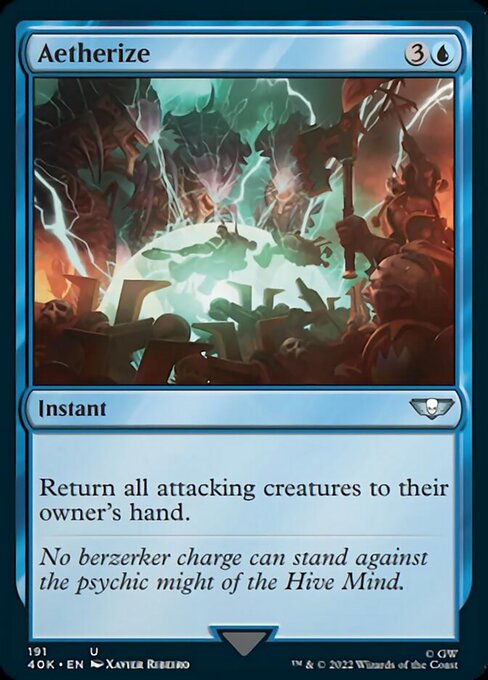 Aetherize 3
Instant
Return all attacking creatures to their
owner's hand.
No berzerker charge can stand against
the psychic might of the Hive Mind.
191 U
40K • EN Xavier Ribeiro
© GW
™ & © 2022 Wizards of the Coast